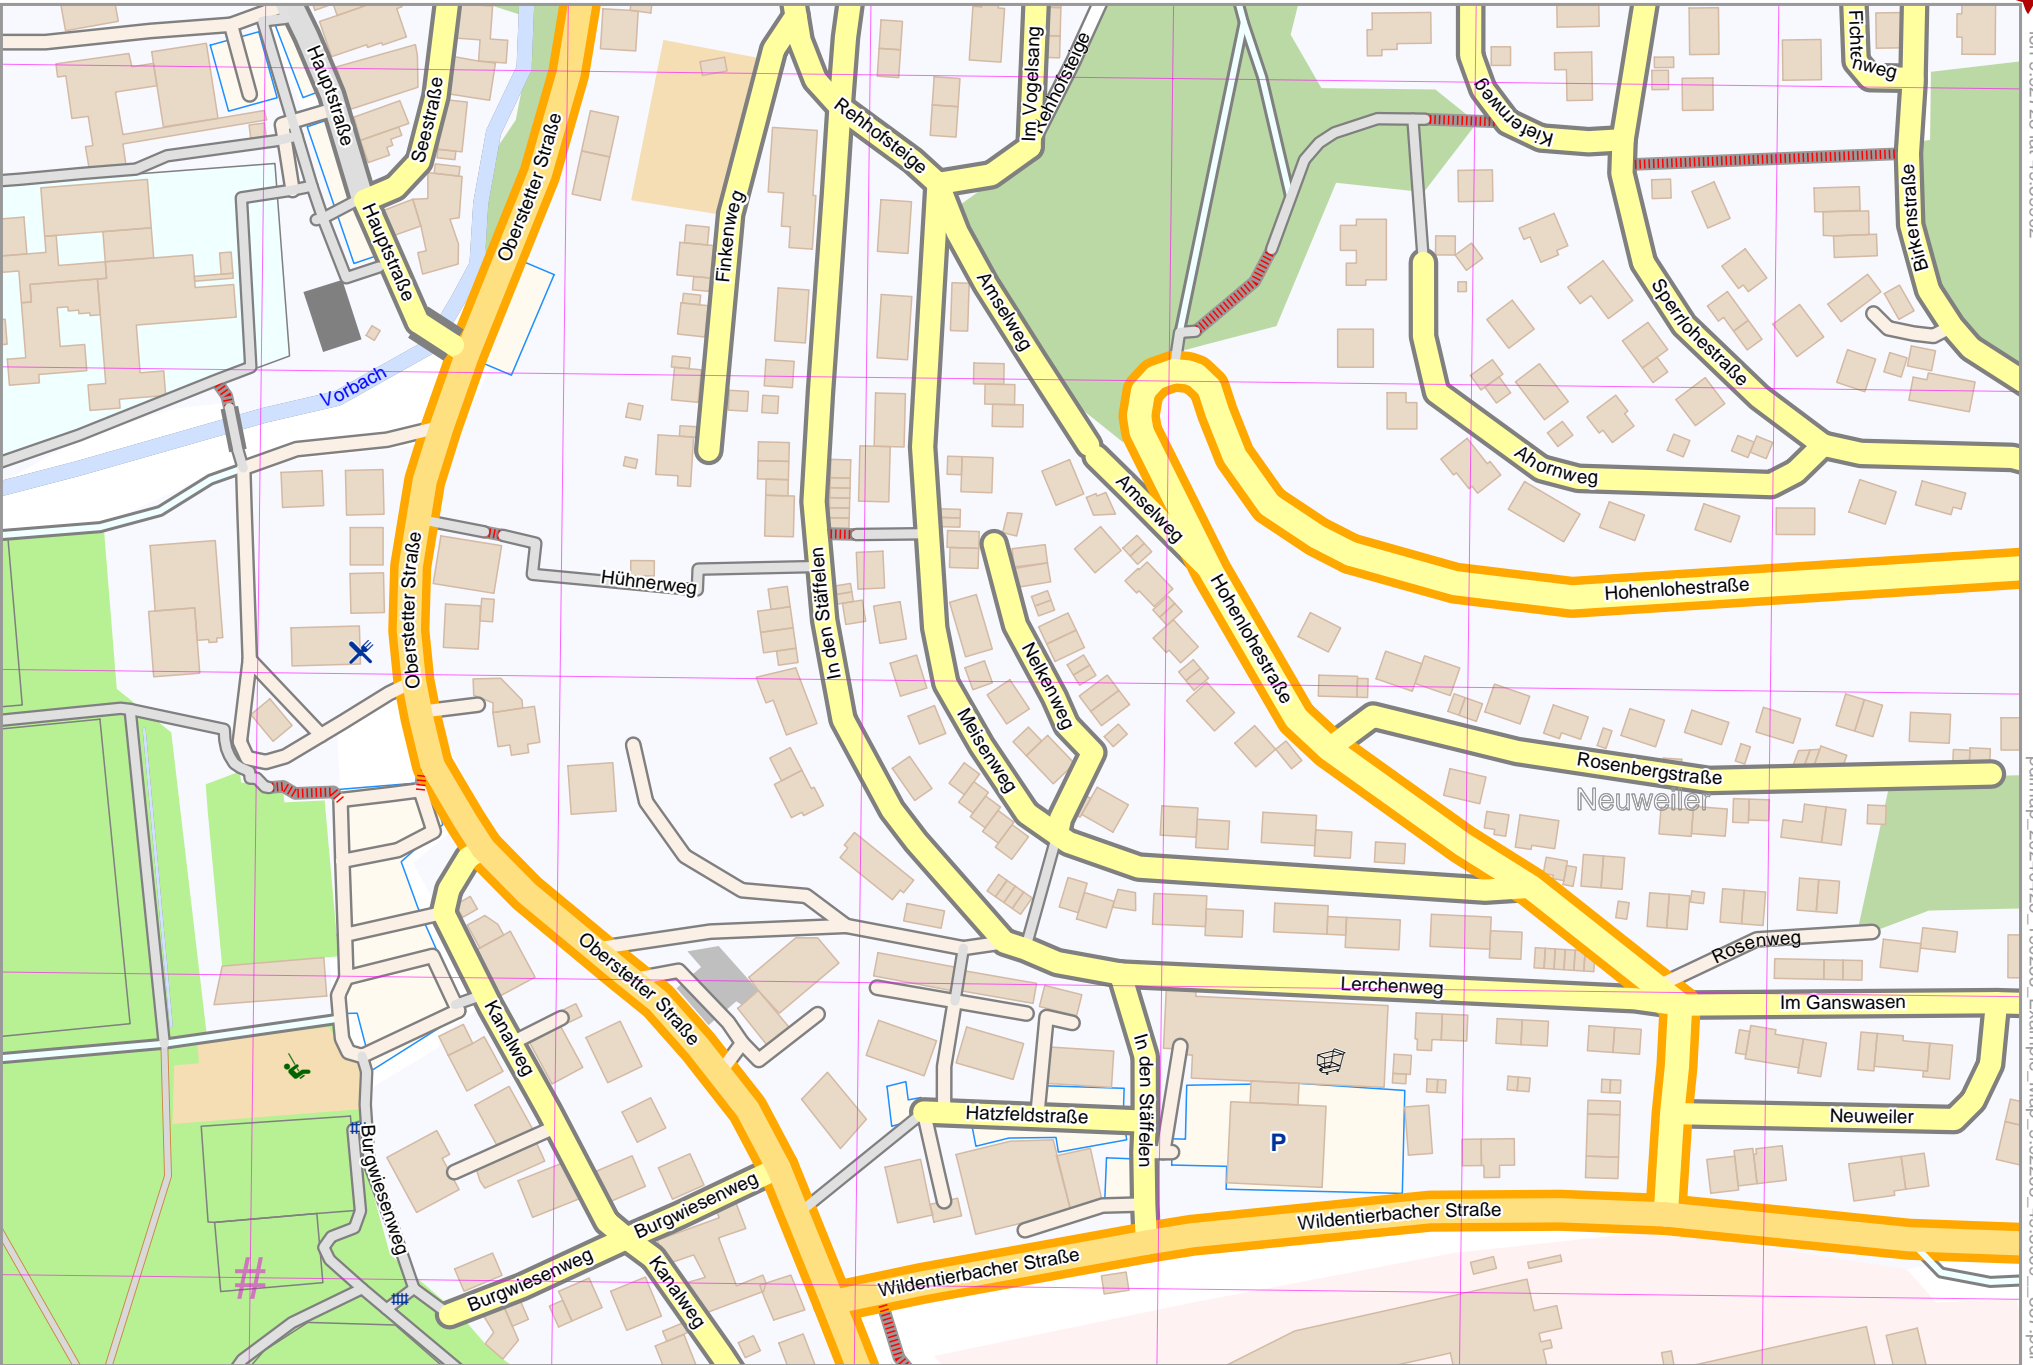 Hauptstraße
Seestraße
Oberstetter Straße
Hauptstraße
Vorbach
Finkenweg
Rehhofsteige
Im Vogelsang
Rehhofsteige
Amselweg
Kiefernweg
Fichtenweg
Birkenstraße
Sperrlohestraße
Ahornweg
Amselweg
Hohenlohestraße
Hohenlohestraße
Oberstetter Straße
Hühnerweg
In den Stäffelen
Nelkenweg
Meisenweg
Rosenbergstraße
Neuweiler
Rosenweg
Oberstetter Straße
Lerchenweg
Im Ganswasen
Kanalweg
In den Stäffelen
Hatzfeldstraße
Neuweiler
P
Burgwiesenweg
Burgwiesenweg
Burgwiesenweg
Kanalweg
Wildentierbacher Straße
Wildentierbacher Straße
#